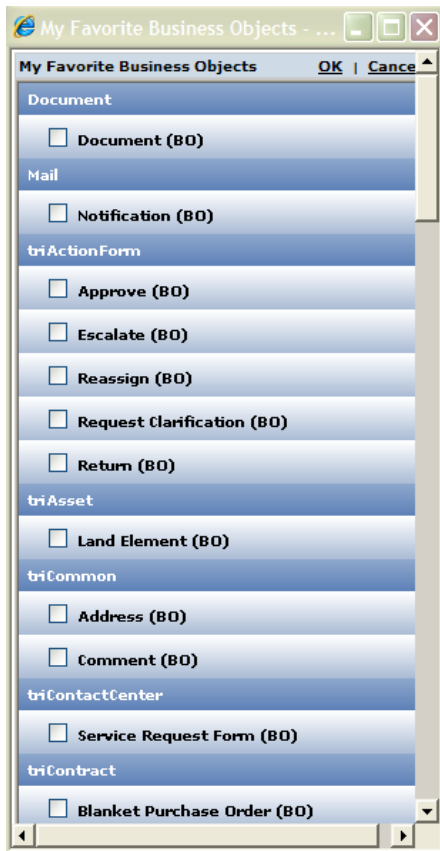 My Favorite Business Objects - ...
My Favorite Business Objects OK | Cance
Document
Document (BO)
Mail
Notification (BO)
triActionForm
Approve (BO)
Escalate (BO)
Reassign (BO)
Request Clarification (BO)
Return (BO)
triAsset
Land Element (BO)
triCommon
Address (BO)
Comment (BO)
triContactCenter
Service Request Form (BO)
triContract
Blanket Purchase Order (BO)